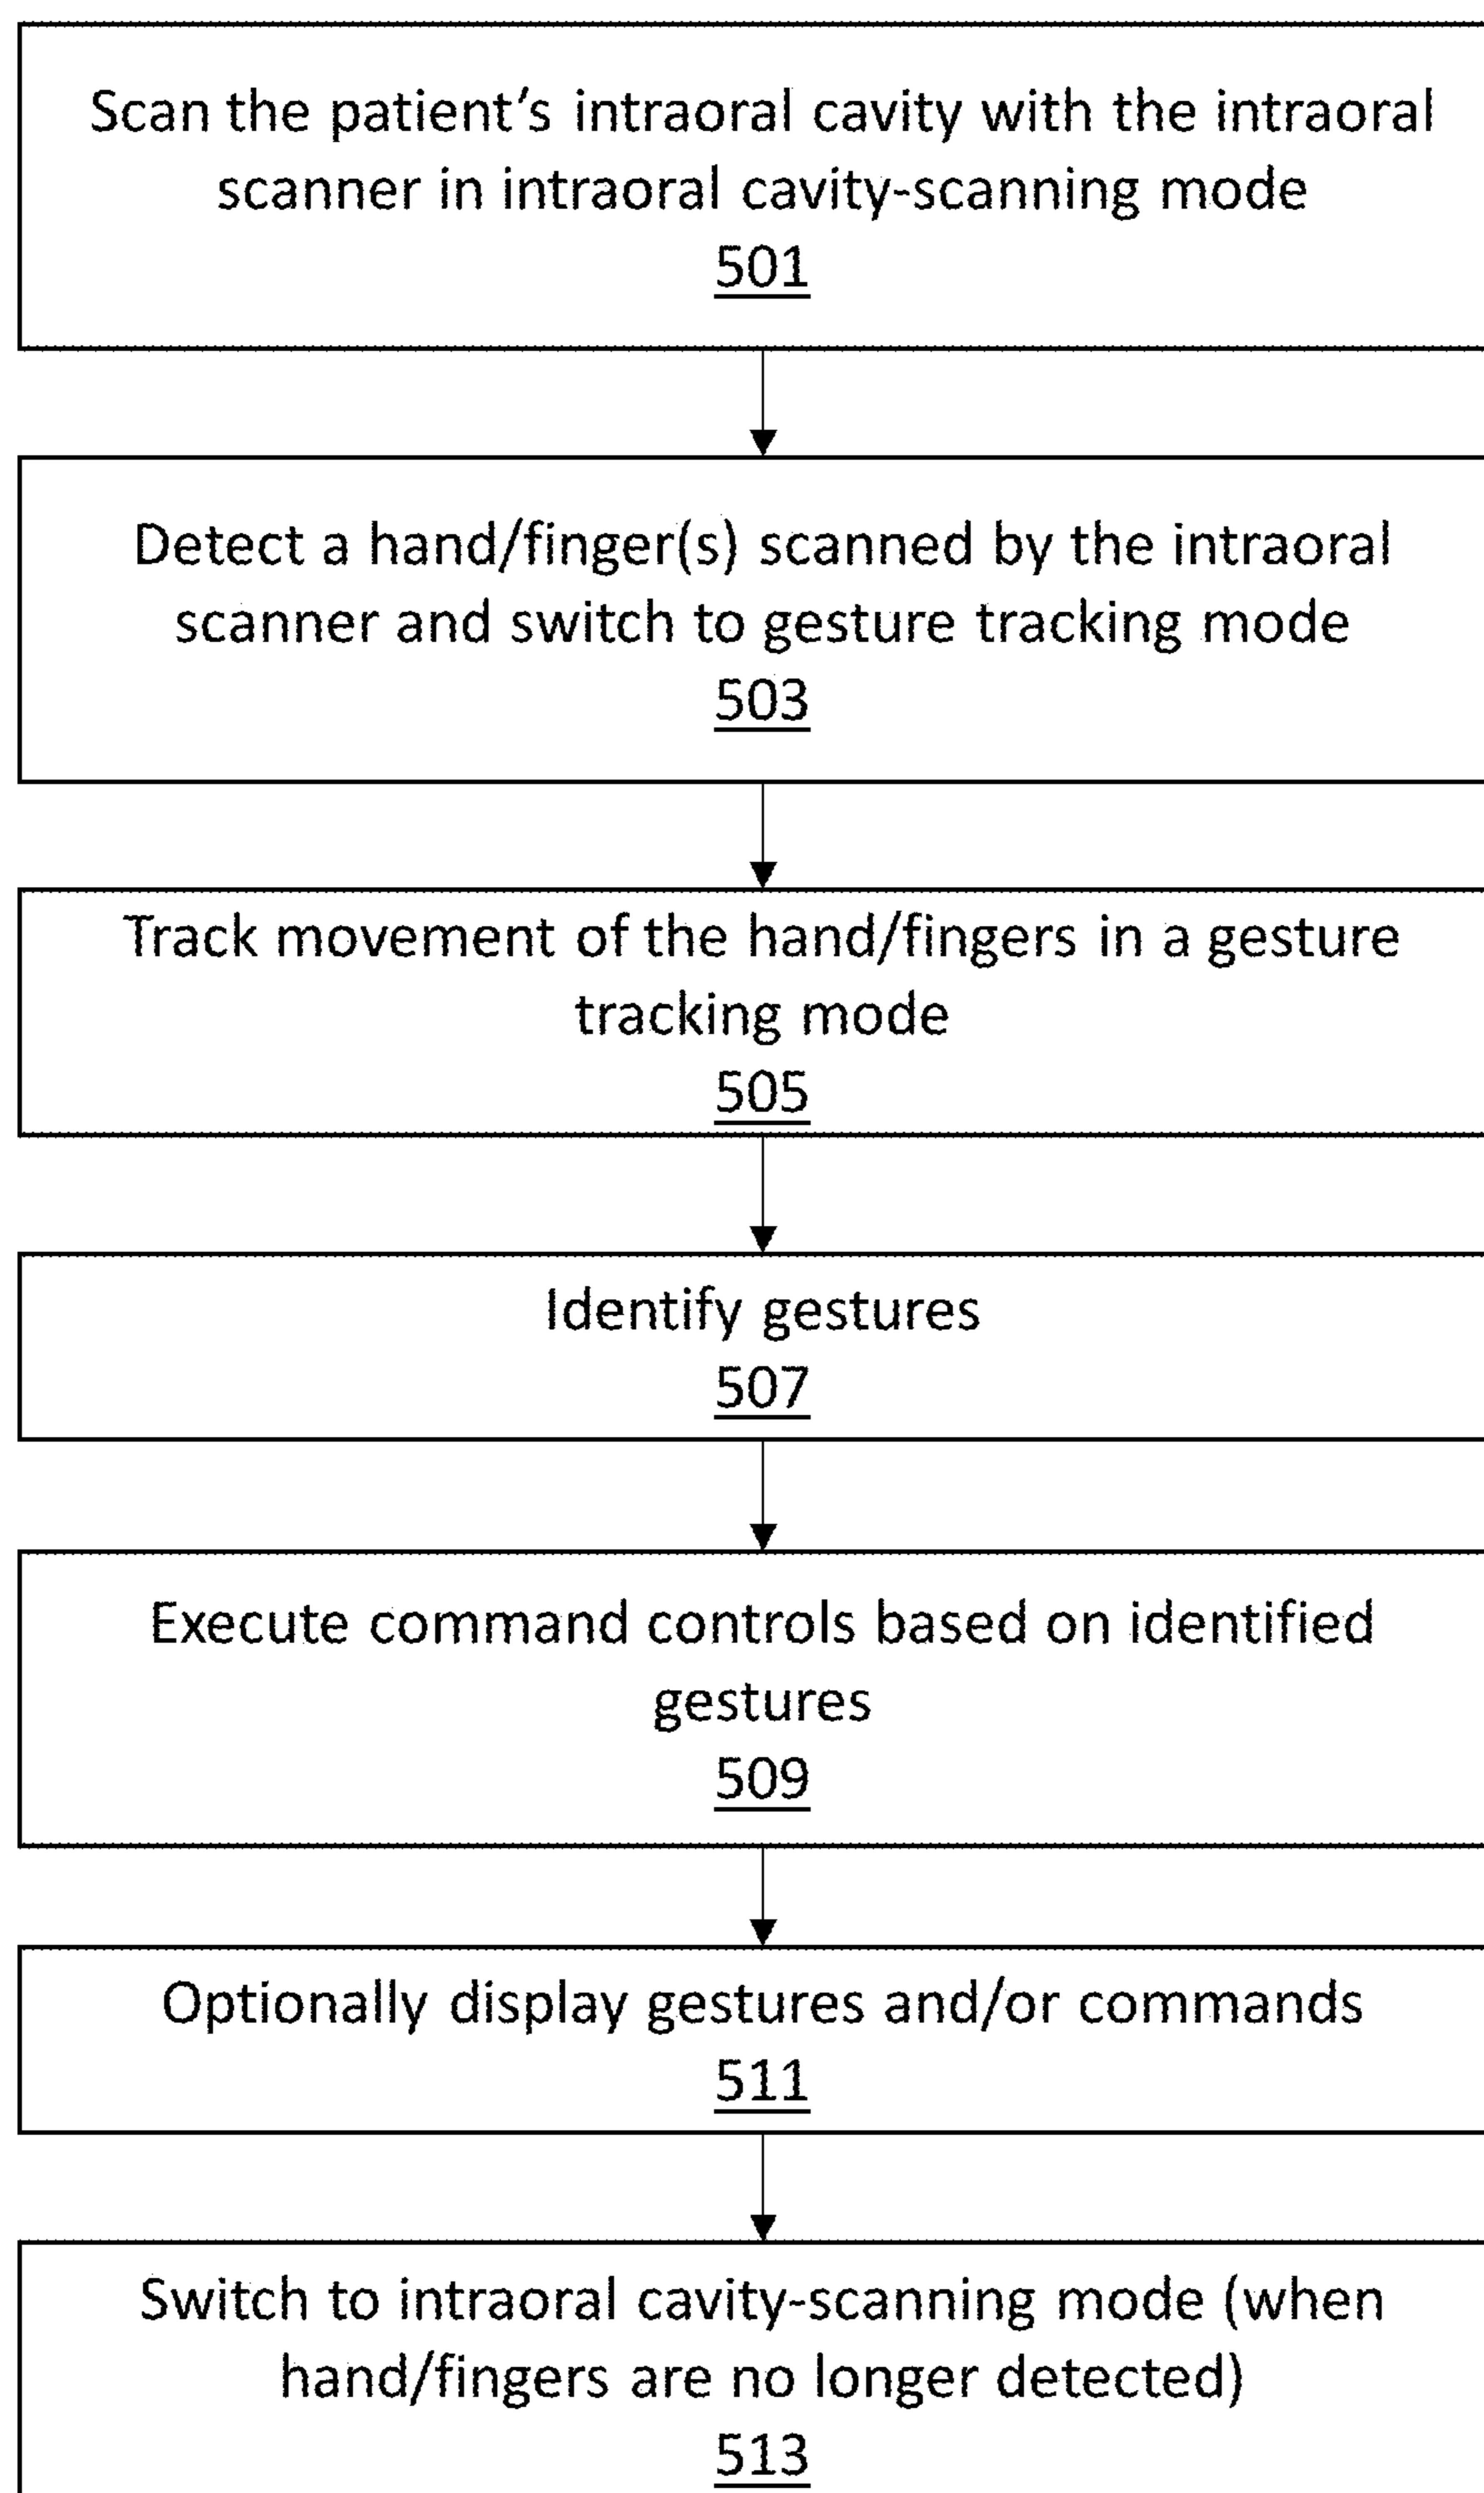 Scan the patient's intraoral cavity with the intraoral
scanner in intraoral cavity-scanning mode
501
Detect a hand/finger(s) scanned by the intraoral
scanner and switch to gesture tracking mode
503
Track movement of the hand/fingers in a gesture
tracking mode
505
Identify gestures
507
Execute command controls based on identified
gestures
509
Optionally display gestures and/or commands
511
Switch to intraoral cavity-scanning mode (when
hand/fingers are no longer detected)
513